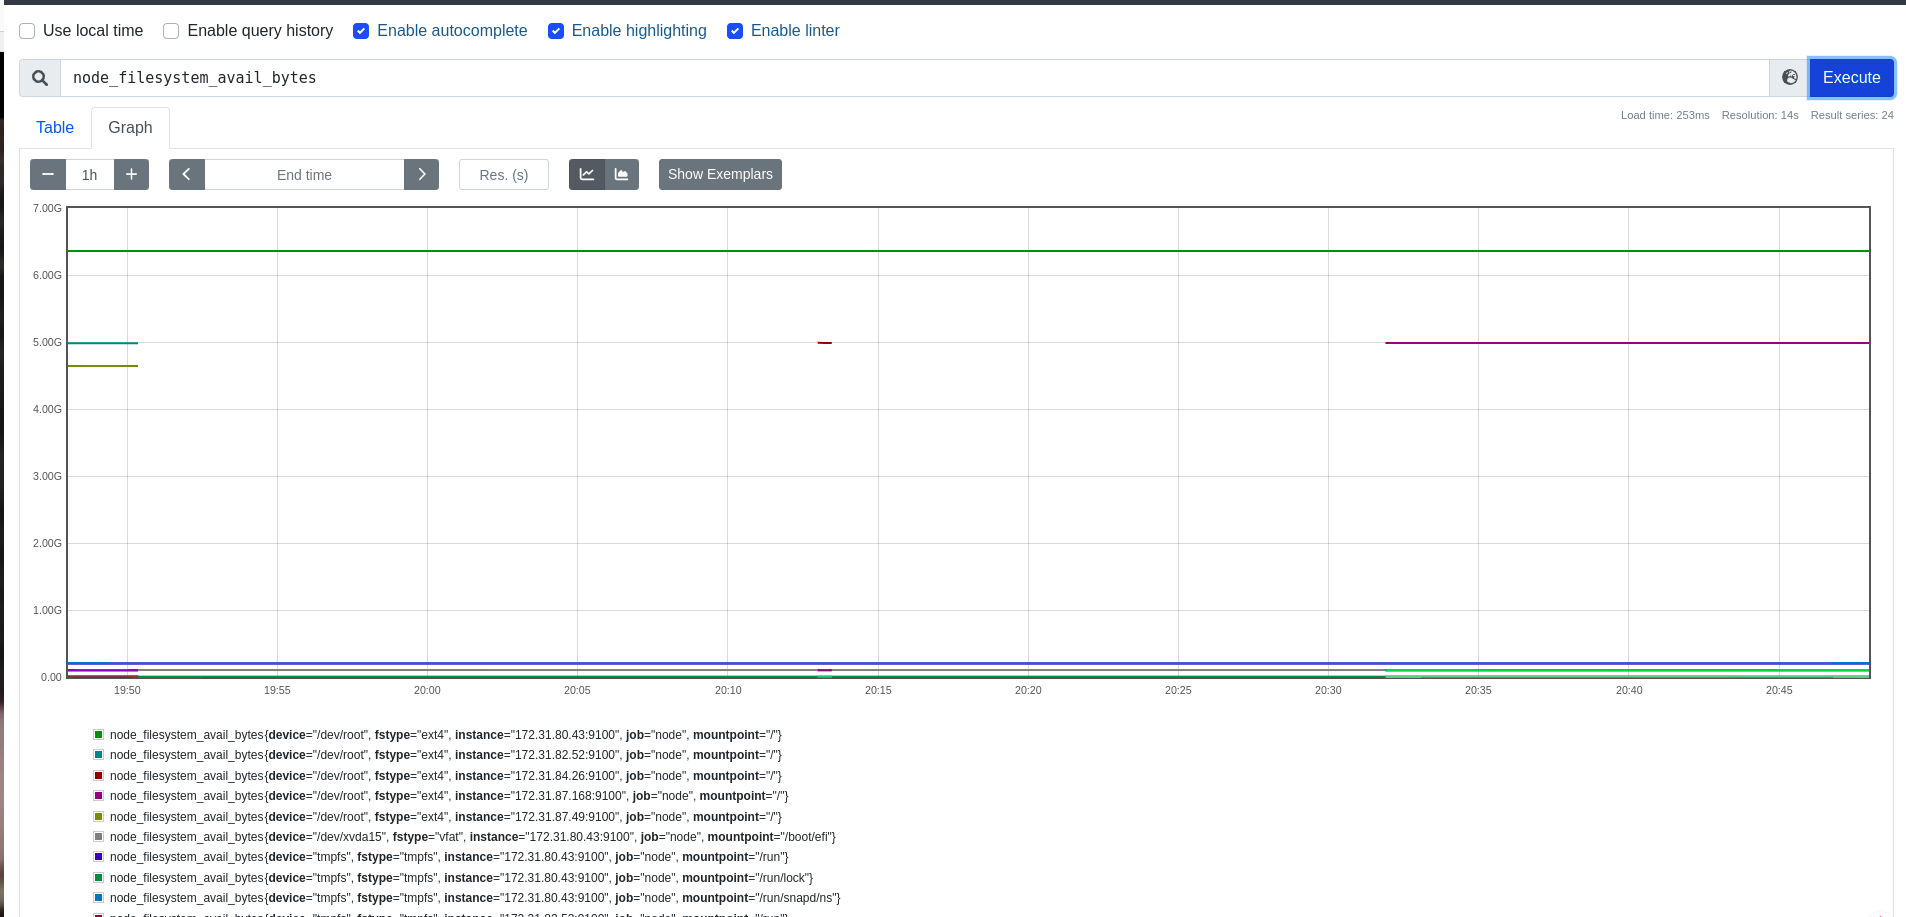 Use local time Enable query history Enable autocomplete Enable highlighting Enable linter
node_filesystem_avail_bytes Execute
Table Graph Load time: 253ms Resolution: 14s Result series: 24
1h End time Res. (s) Show Exemplars
7.00G
6.00G
5.00G
4.00G
3.00G
2.00G
1.00G
0.00
19:50 19:55 20:00 20:05 20:10 20:15 20:20 20:25 20:30 20:35 20:40 20:45
node_filesystem_avail_bytes{device="/dev/root", fstype="ext4", instance="172.31.80.43:9100", job="node", mountpoint="/"}
node_filesystem_avail_bytes{device="/dev/root", fstype="ext4", instance="172.31.82.52:9100", job="node", mountpoint="/"}
node_filesystem_avail_bytes{device="/dev/root", fstype="ext4", instance="172.31.84.26:9100", job="node", mountpoint="/"}
node_filesystem_avail_bytes{device="/dev/root", fstype="ext4", instance="172.31.87.168:9100", job="node", mountpoint="/"}
node_filesystem_avail_bytes{device="/dev/root", fstype="ext4", instance="172.31.87.49:9100", job="node", mountpoint="/"}
node_filesystem_avail_bytes{device="/dev/xvda15", fstype="vfat", instance="172.31.80.43:9100", job="node", mountpoint="/boot/efi"}
node_filesystem_avail_bytes{device="tmpfs", fstype="tmpfs", instance="172.31.80.43:9100", job="node", mountpoint="/run"}
node_filesystem_avail_bytes{device="tmpfs", fstype="tmpfs", instance="172.31.80.43:9100", job="node", mountpoint="/run/lock"}
node_filesystem_avail_bytes{device="tmpfs", fstype="tmpfs", instance="172.31.80.43:9100", job="node", mountpoint="/run/snapd/ns"}